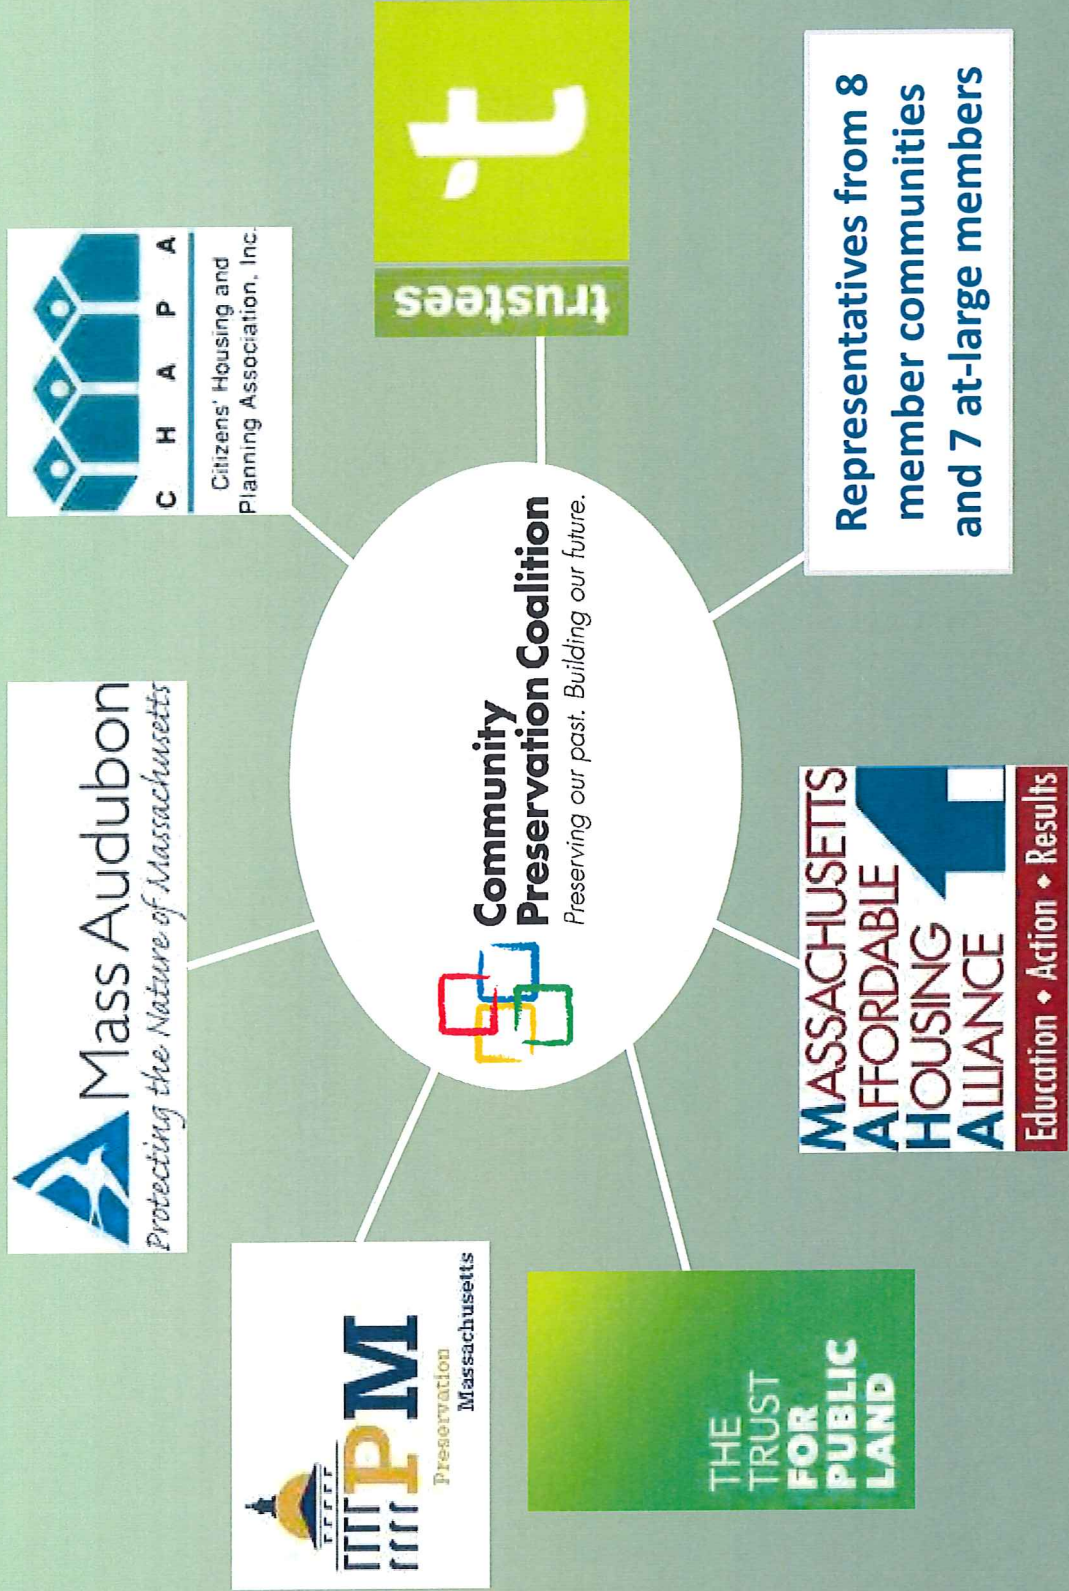 Mass Audubon
Protecting the Nature of Massachusetts
C H A P A
Citizens' Housing and
Planning Association, Inc.
PM
Preservation
Massachusetts
Community
Preservation Coalition
Preserving our past. Building our future.
t
trustees
THE
TRUST
FOR
PUBLIC
LAND
MASSACHUSETTS
AFFORDABLE
HOUSING
ALLIANCE
Education ♦ Action ♦ Results
Representatives from 8
member communities
and 7 at-large members